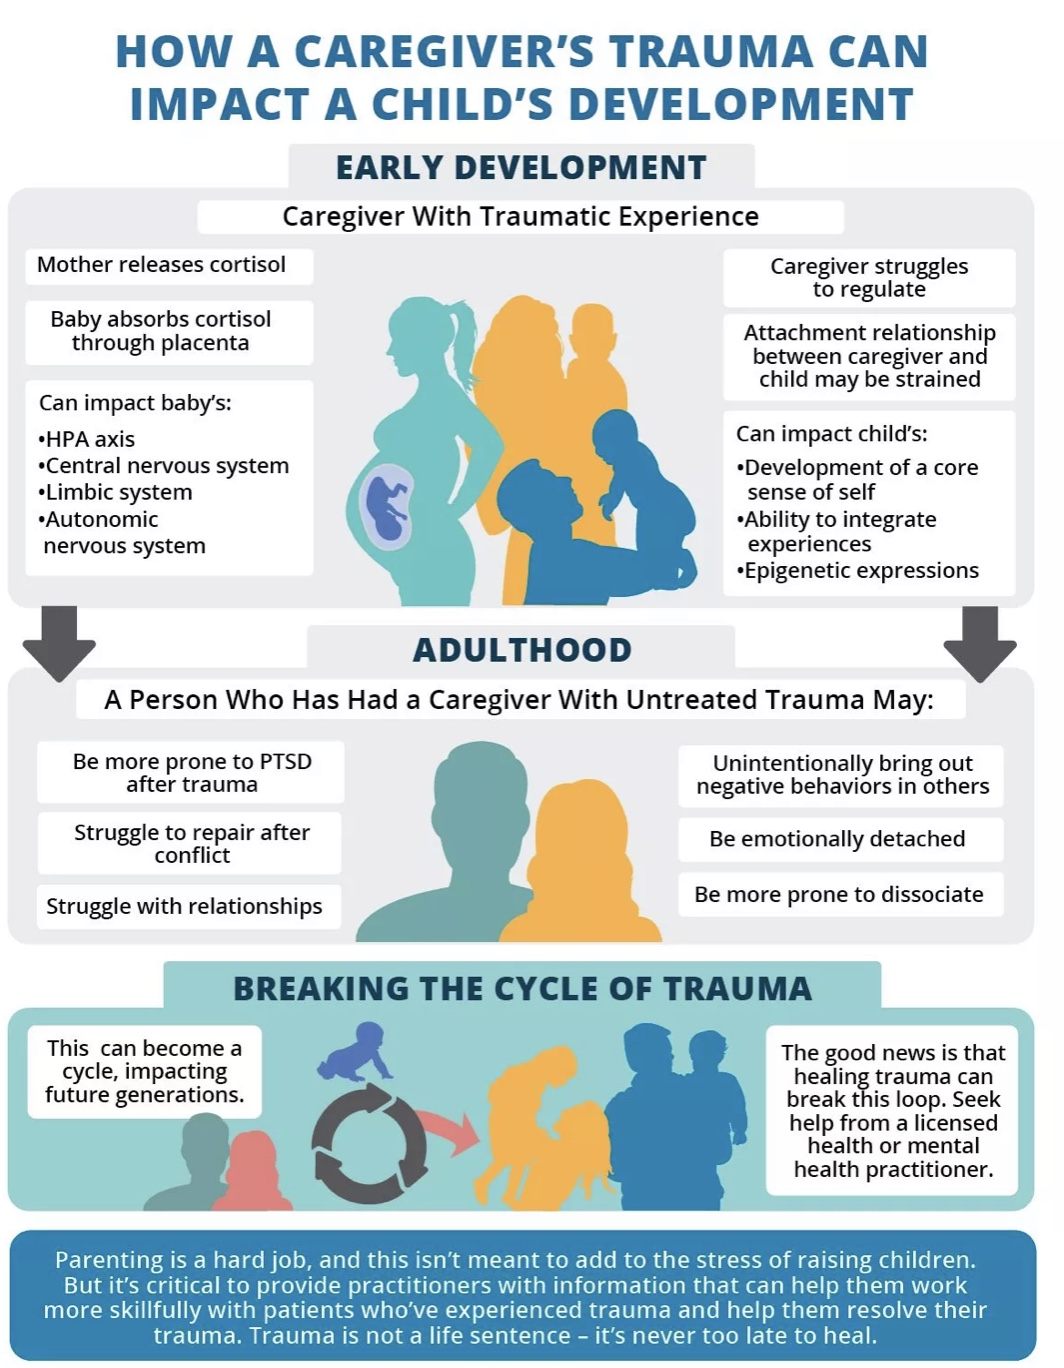 HOW A CAREGIVER'S TRAUMA CAN
IMPACT A CHILD'S DEVELOPMENT
EARLY DEVELOPMENT
Caregiver With Traumatic Experience
Mother releases cortisol
Baby absorbs cortisol
through placenta
Can impact baby's:
•HPA axis
•Central nervous system
•Limbic system
•Autonomic
nervous system
Caregiver struggles
to regulate
Attachment relationship
between caregiver and
child may be strained
Can impact child's:
•Development of a core
sense of self
•Ability to integrate
experiences
•Epigenetic expressions
ADULTHOOD
A Person Who Has Had a Caregiver With Untreated Trauma May:
Be more prone to PTSD
after trauma
Struggle to repair after
conflict
Struggle with relationships
Unintentionally bring out
negative behaviors in others
Be emotionally detached
Be more prone to dissociate
BREAKING THE CYCLE OF TRAUMA
This can become a
cycle, impacting
future generations.
The good news is that
healing trauma can
break this loop. Seek
help from a licensed
health or mental
health practitioner.
Parenting is a hard job, and this isn't meant to add to the stress of raising children.
But it's critical to provide practitioners with information that can help them work
more skillfully with patients who've experienced trauma and help them resolve their
trauma. Trauma is not a life sentence – it's never too late to heal.